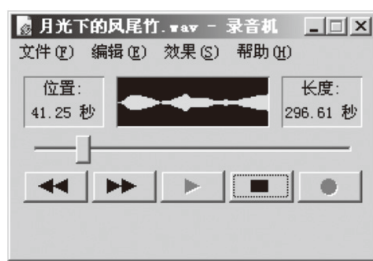 月光下的凤尾竹.wav - 录音机
文件(F) 编辑(E) 效果(S) 帮助(H)
位置:
41.25 秒
长度:
296.61 秒